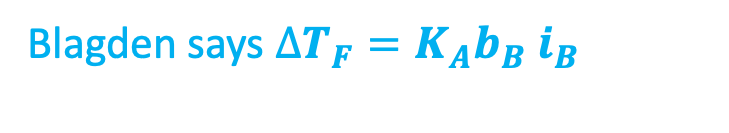 Blagden says ΔT_F = K_A b_B i_B